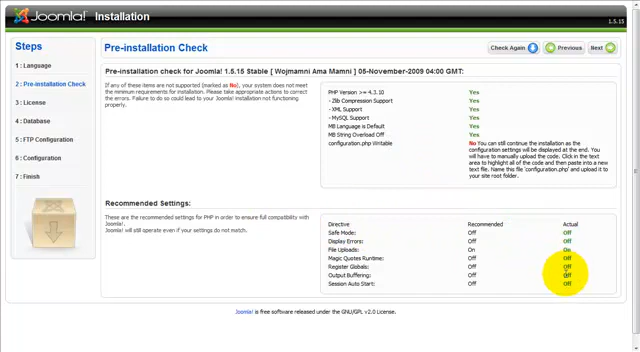 Joomla! Installation
1.5.15
Steps
1 : Language
2 : Pre-installation Check
3 : License
4 : Database
5 : FTP Configuration
6 : Configuration
7 : Finish
Pre-installation Check
Check Again
Previous
Next
Pre-installation check for Joomla! 1.5.15 Stable [ Wojmamni Ama Mamni ] 05-November-2009 04:00 GMT:
If any of these items are not supported (marked as No), your system does not
meet the minimum requirements for installation. Please take appropriate actions to correct
the errors. Failure to do so could lead to your Joomla! installation not functioning
properly.
PHP Version >= 4.3.10 Yes
- Zlib Compression Support Yes
- XML Support Yes
- MySQL Support Yes
MB Language is Default Yes
MB String Overload Off Yes
configuration.php Writable No You can still continue the installation as the
configuration settings will be displayed at the end. You
will have to manually upload the code. Click in the text
area to highlight all of the code and then paste into a new
text file. Name this file 'configuration.php' and upload it to
your site root folder.
Recommended Settings:
These are the recommended settings for PHP in order to ensure full compatibility with
Joomla!.
Joomla! will still operate even if your settings do not match.
Directive Recommended Actual
Safe Mode: Off Off
Display Errors: Off Off
File Uploads: On On
Magic Quotes Runtime: Off Off
Register Globals: Off Off
Output Buffering: Off Off
Session Auto Start: Off Off
Joomla! is free software released under the GNU/GPL v2.0 License.